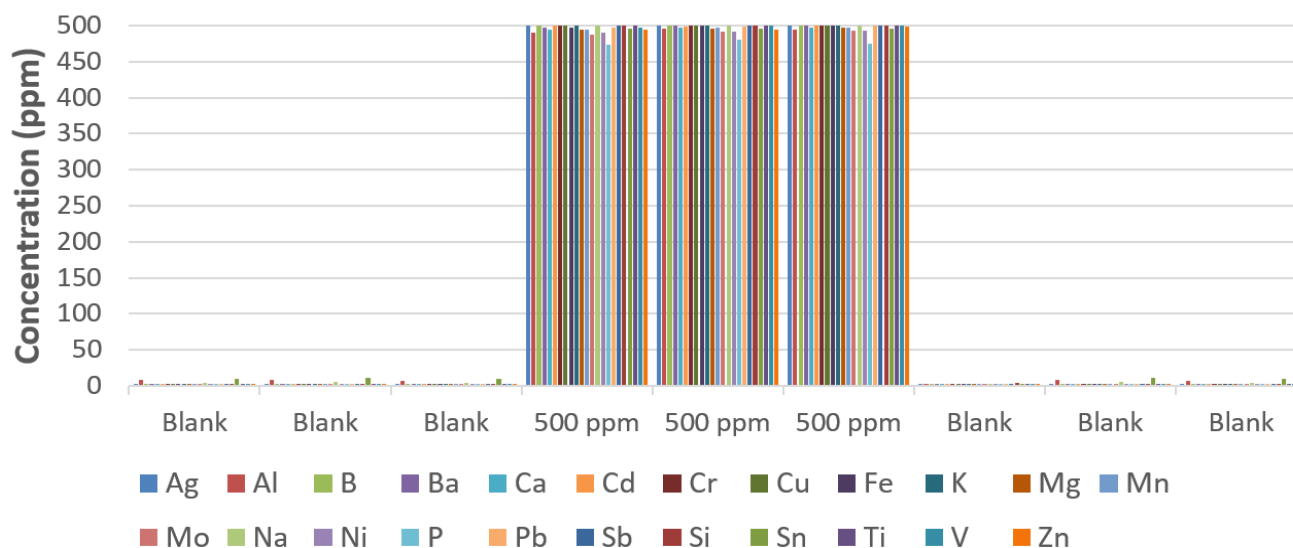 Concentration (ppm)
500
450
400
350
300
250
200
150
100
50
0
Blank Blank Blank 500 ppm 500 ppm 500 ppm Blank Blank Blank
Ag Al B Ba Ca Cd Cr Cu Fe K Mg Mn
Mo Na Ni P Pb Sb Si Sn Ti V Zn